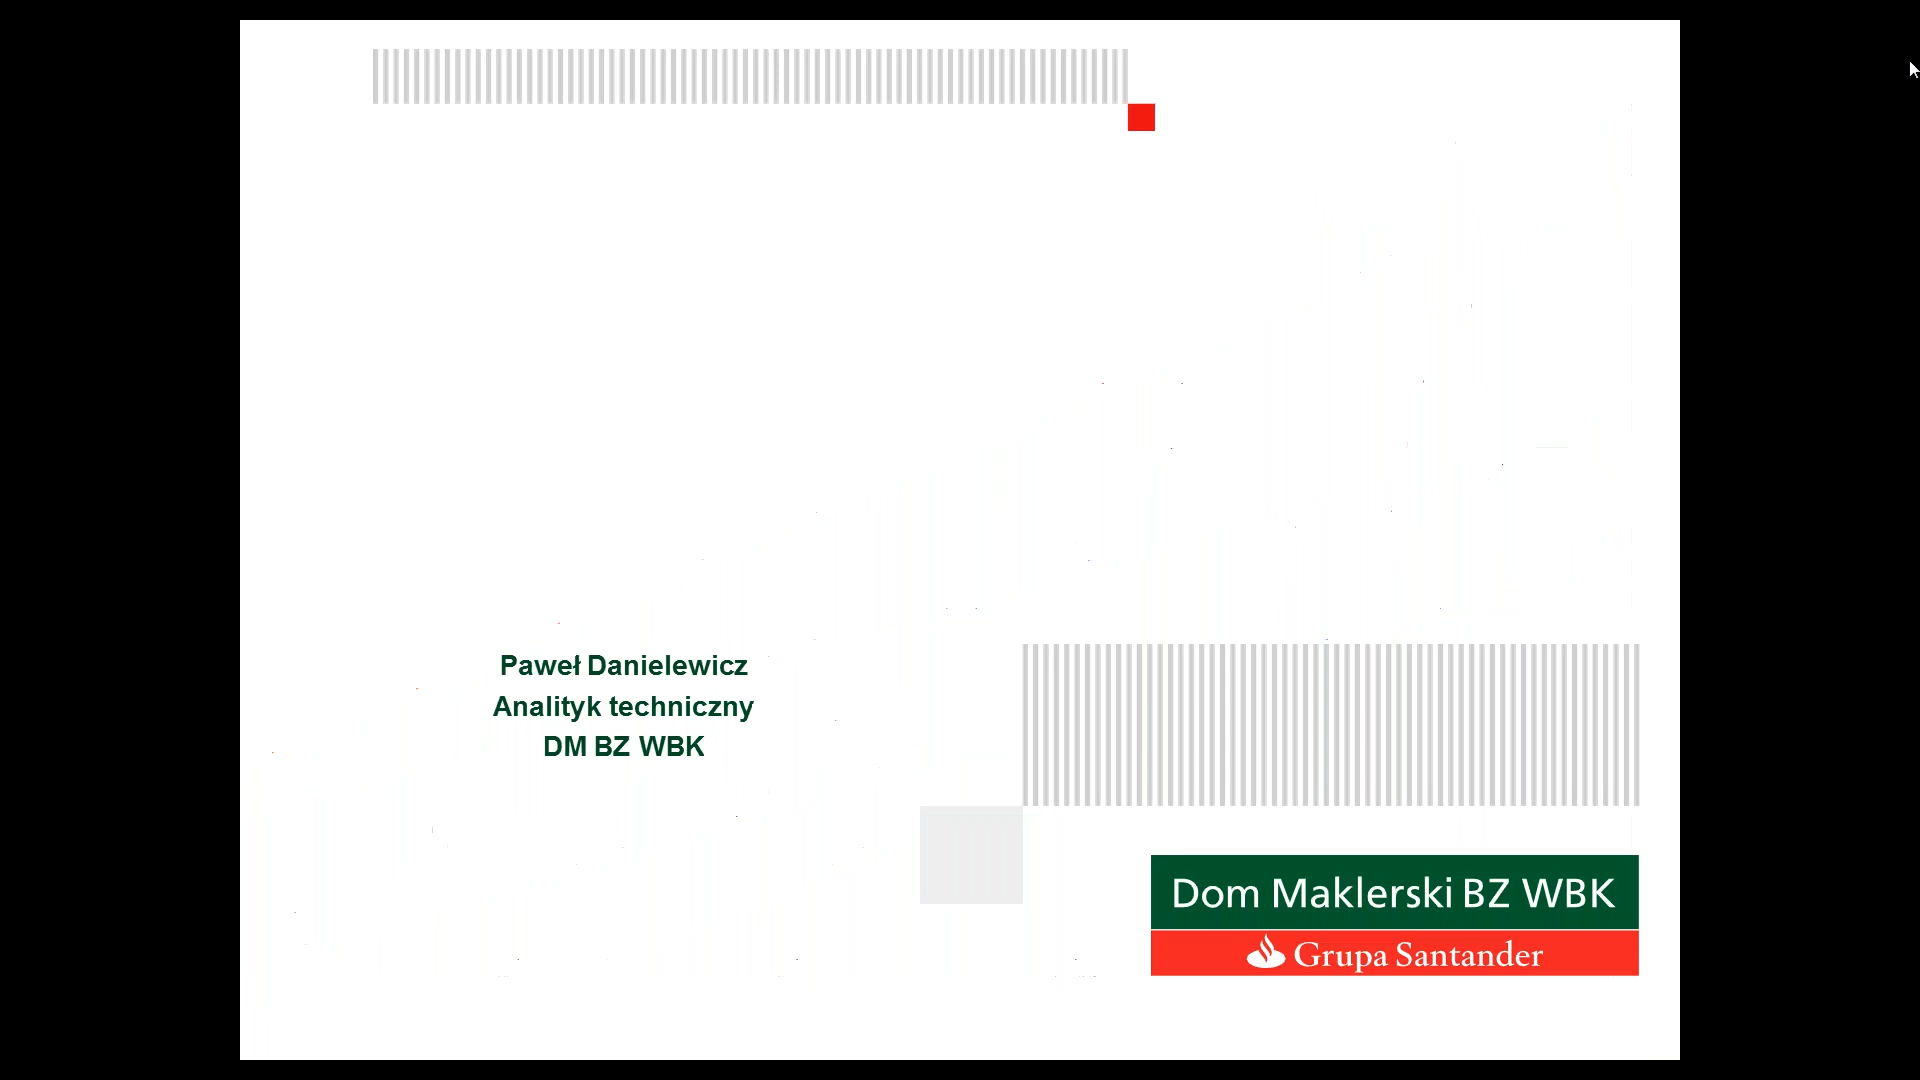 Paweł Danielewicz
Analityk techniczny
DM BZ WBK
Dom Maklerski BZ WBK
Grupa Santander